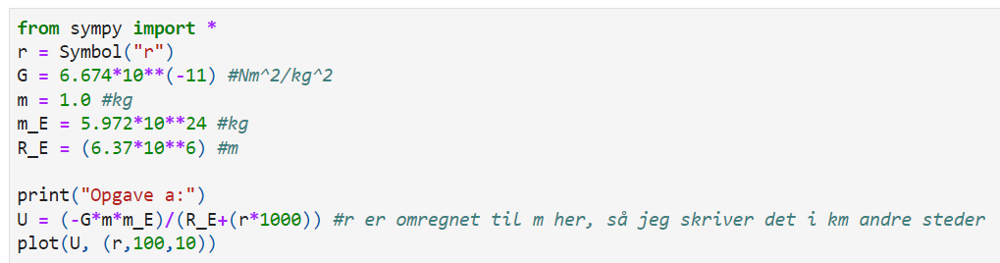 from sympy import *
r = Symbol("r")
G = 6.674*10**(-11) #Nm^2/kg^2
m = 1.0 #kg
m_E = 5.972*10**24 #kg
R_E = (6.37*10**6) #m

print("Opgave a:")
U = (-G*m*m_E)/(R_E+(r*1000)) #r er omregnet til m her, så jeg skriver det i km andre steder
plot(U, (r,100,10))